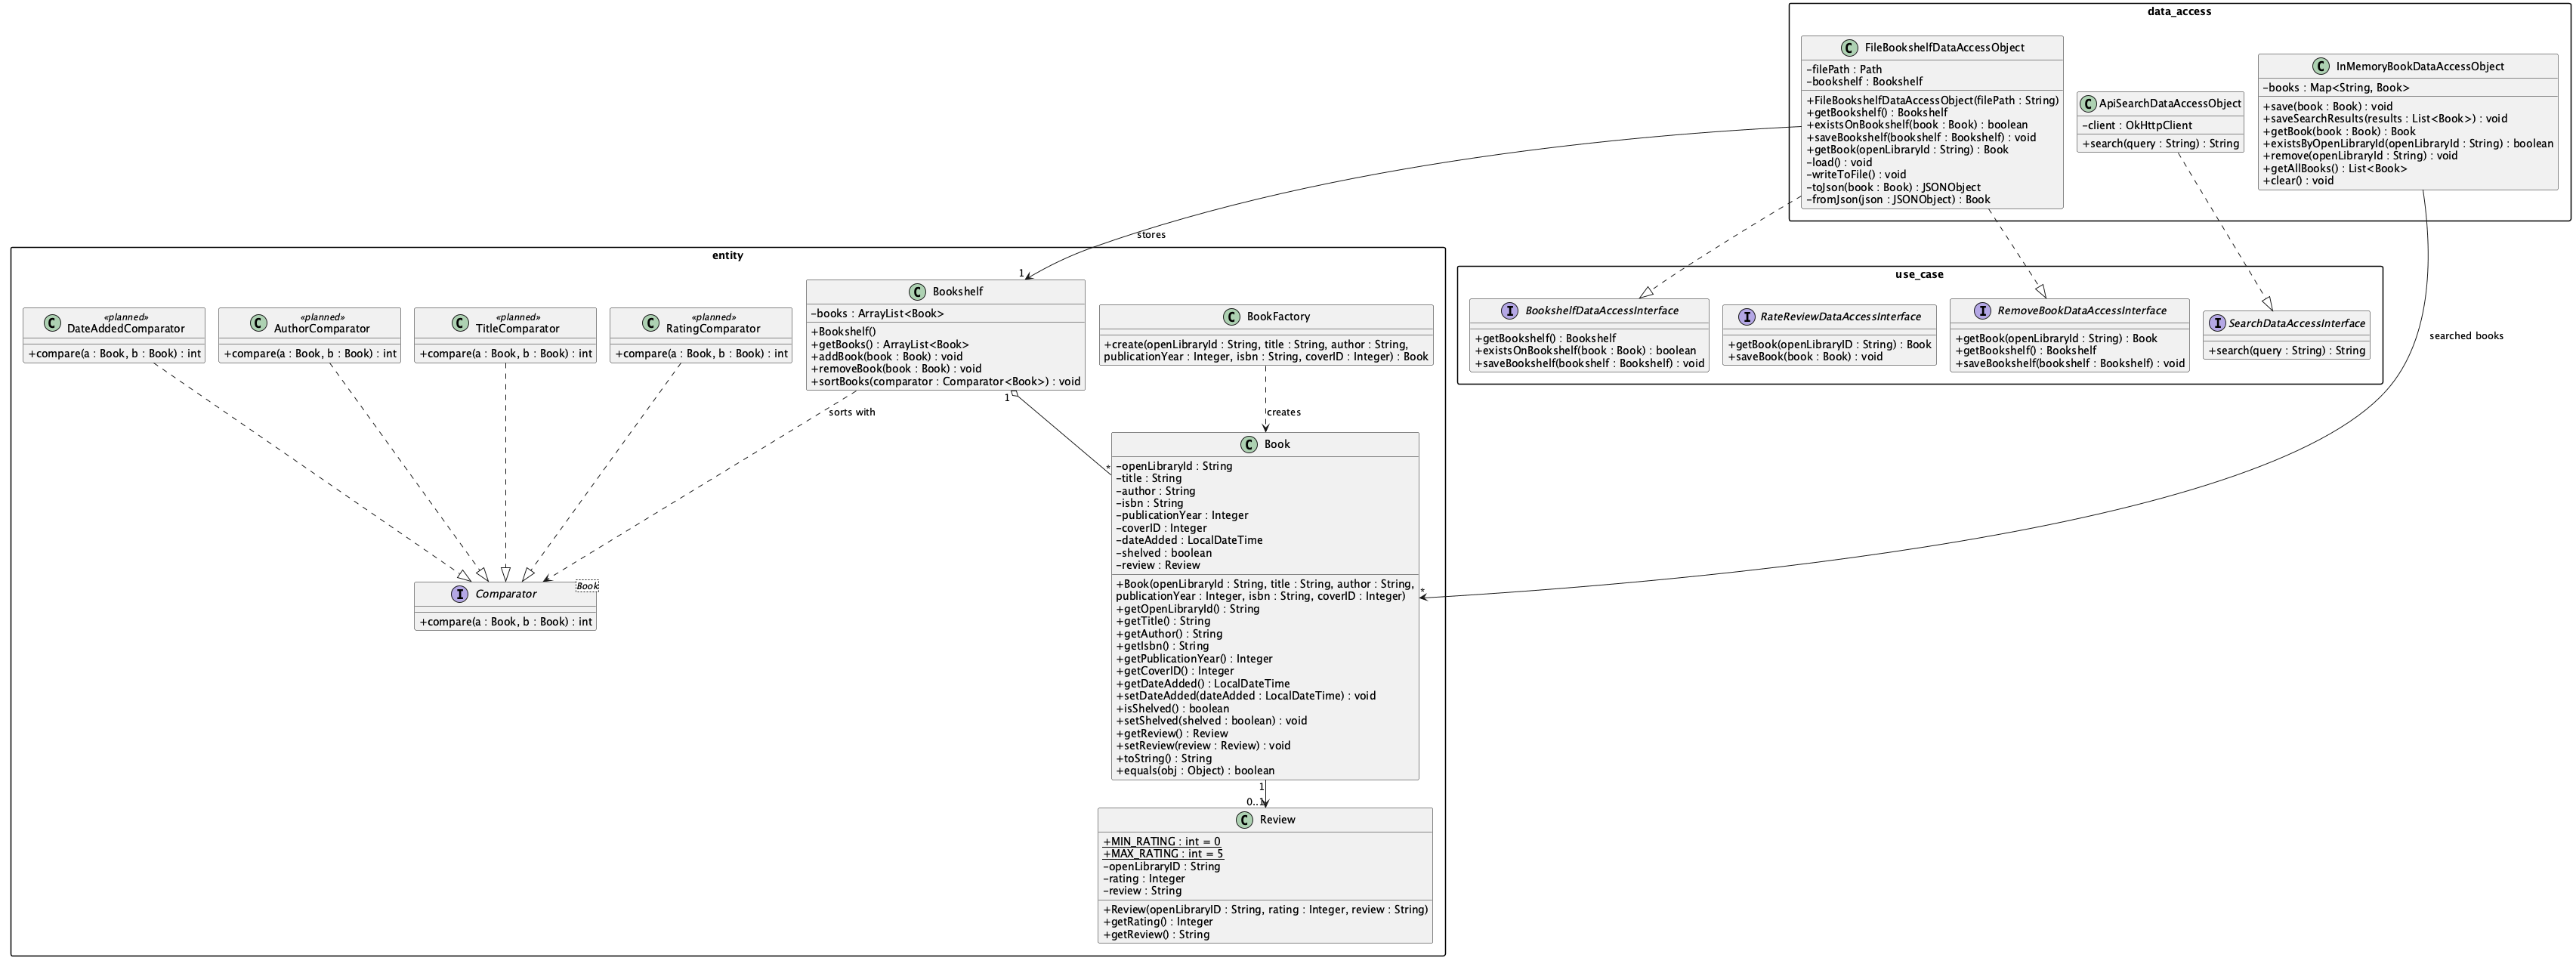 data_access
FileBookshelfDataAccessObject
-filePath : Path
-bookshelf : Bookshelf
+FileBookshelfDataAccessObject(filePath : String)
+getBookshelf() : Bookshelf
+existsOnBookshelf(book : Book) : boolean
+saveBookshelf(bookshelf : Bookshelf) : void
+getBook(openLibraryId : String) : Book
-load() : void
-writeToFile() : void
-toJson(book : Book) : JSONObject
-fromJson(json : JSONObject) : Book
ApiSearchDataAccessObject
-client : OkHttpClient
+search(query : String) : String
InMemoryBookDataAccessObject
-books : Map<String, Book>
+save(book : Book) : void
+saveSearchResults(results : List<Book>) : void
+getBook(book : Book) : Book
+existsByOpenLibraryId(openLibraryId : String) : boolean
+remove(openLibraryId : String) : void
+getAllBooks() : List<Book>
+clear() : void
stores
1
searched books
*
use_case
BookshelfDataAccessInterface
+getBookshelf() : Bookshelf
+existsOnBookshelf(book : Book) : boolean
+saveBookshelf(bookshelf : Bookshelf) : void
RateReviewDataAccessInterface
+getBook(openLibraryID : String) : Book
+saveBook(book : Book) : void
RemoveBookDataAccessInterface
+getBook(openLibraryId : String) : Book
+getBookshelf() : Bookshelf
+saveBookshelf(bookshelf : Bookshelf) : void
SearchDataAccessInterface
+search(query : String) : String
entity
«planned»
DateAddedComparator
+compare(a : Book, b : Book) : int
«planned»
AuthorComparator
+compare(a : Book, b : Book) : int
«planned»
TitleComparator
+compare(a : Book, b : Book) : int
«planned»
RatingComparator
+compare(a : Book, b : Book) : int
Bookshelf
-books : ArrayList<Book>
+Bookshelf()
+getBooks() : ArrayList<Book>
+addBook(book : Book) : void
+removeBook(book : Book) : void
+sortBooks(comparator : Comparator<Book>) : void
BookFactory
+create(openLibraryId : String, title : String, author : String,
publicationYear : Integer, isbn : String, coverID : Integer) : Book
1
sorts with
creates
*
Book
-openLibraryId : String
-title : String
-author : String
-isbn : String
-publicationYear : Integer
-coverID : Integer
-dateAdded : LocalDateTime
-shelved : boolean
-review : Review
+Book(openLibraryId : String, title : String, author : String,
publicationYear : Integer, isbn : String, coverID : Integer)
+getOpenLibraryId() : String
+getTitle() : String
+getAuthor() : String
+getIsbn() : String
+getPublicationYear() : Integer
+getCoverID() : Integer
+getDateAdded() : LocalDateTime
+setDateAdded(dateAdded : LocalDateTime) : void
+isShelved() : boolean
+setShelved(shelved : boolean) : void
+getReview() : Review
+setReview(review : Review) : void
+toString() : String
+equals(obj : Object) : boolean
Book
Comparator
+compare(a : Book, b : Book) : int
1
0..1
Review
+MIN_RATING : int = 0
+MAX_RATING : int = 5
-openLibraryID : String
-rating : Integer
-review : String
+Review(openLibraryID : String, rating : Integer, review : String)
+getRating() : Integer
+getReview() : String